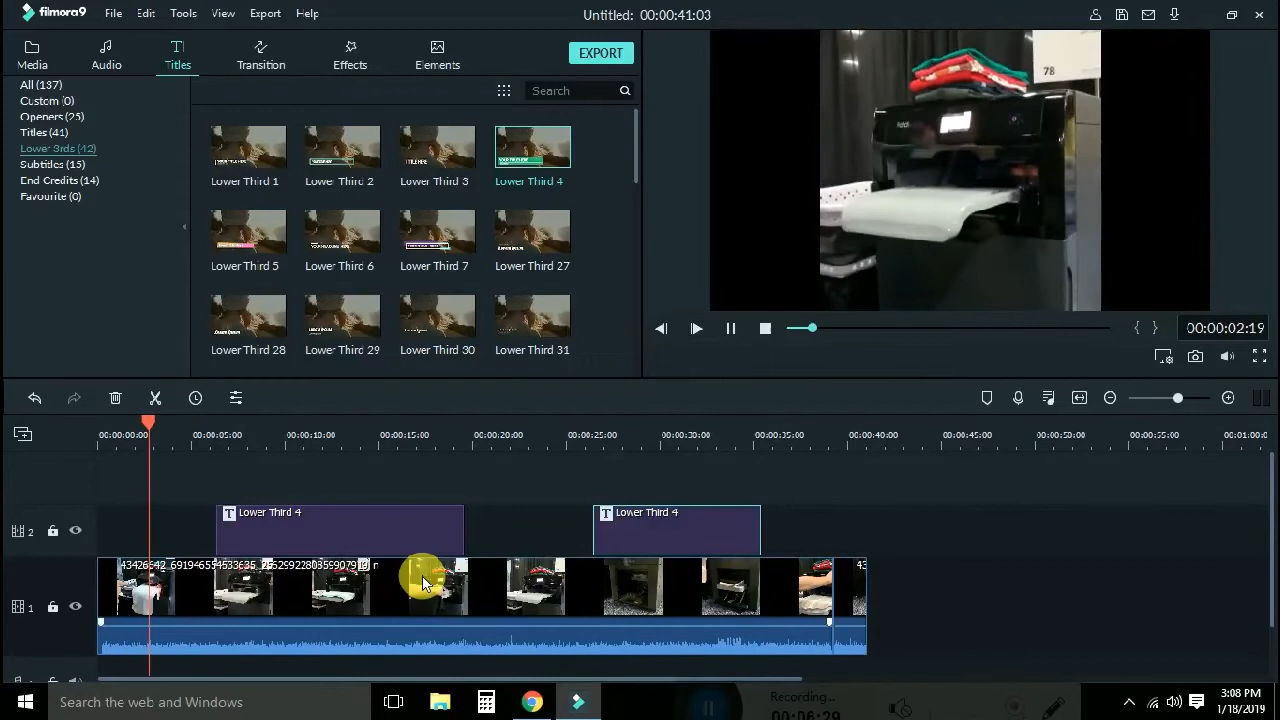 filmora9 File Edit Tools View Export Help Untitled: 00:00:41:03
Media Audio Titles Transition Effects Elements EXPORT
All (137)
Custom (0)
Openers (25)
Titles (41)
Lower 3rds (42)
Subtitles (15)
End Credits (14)
Favourite (0)
Search
Lower Third 1 Lower Third 2 Lower Third 3 Lower Third 4
Lower Third 5 Lower Third 6 Lower Third 7 Lower Third 27
Lower Third 28 Lower Third 29 Lower Third 30 Lower Third 31
78
{ } 00:00:02:19
00:00:00:00 00:00:05:00 00:00:10:00 00:00:15:00 00:00:20:00 00:00:25:00 00:00:30:00 00:00:35:00 00:00:40:00 00:00:45:00 00:00:50:00 00:00:55:00 00:01:00:0
2 T Lower Third 4 T Lower Third 4
1
43
Search the web and Windows
Recording...
00:06:29
3:08 PM
1/18/2019